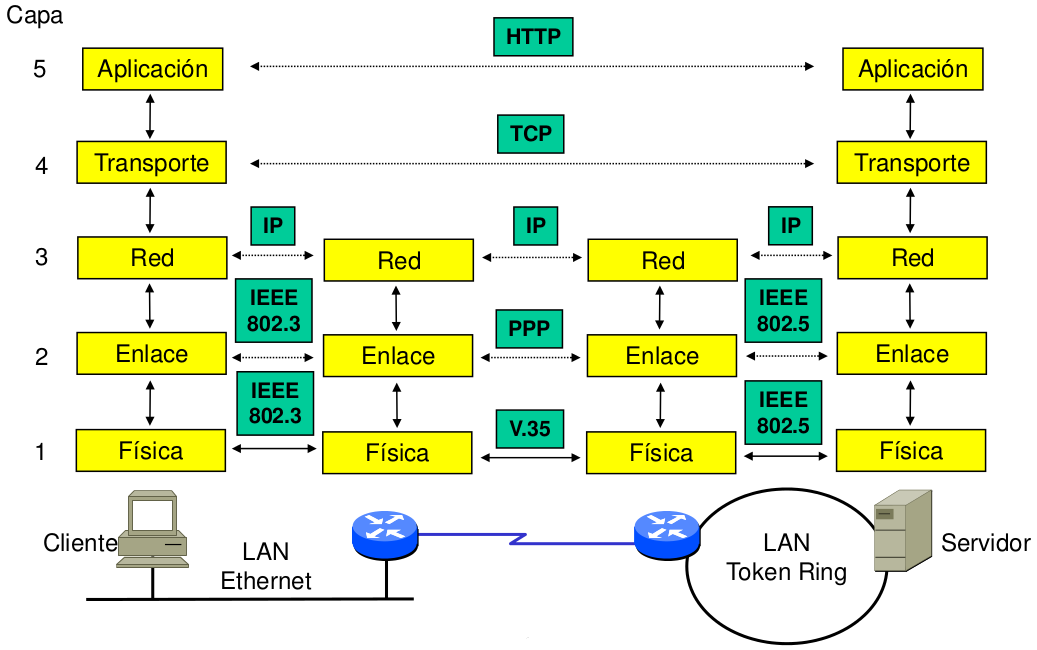 Capa
HTTP
5 Aplicación Aplicación
TCP
4 Transporte Transporte
IP IP IP
3 Red Red Red Red
IEEE
802.3
PPP
IEEE
802.5
2 Enlace Enlace Enlace Enlace
IEEE
802.3
V.35
IEEE
802.5
1 Física Física Física Física
Cliente
LAN
Ethernet
LAN
Token Ring
Servidor